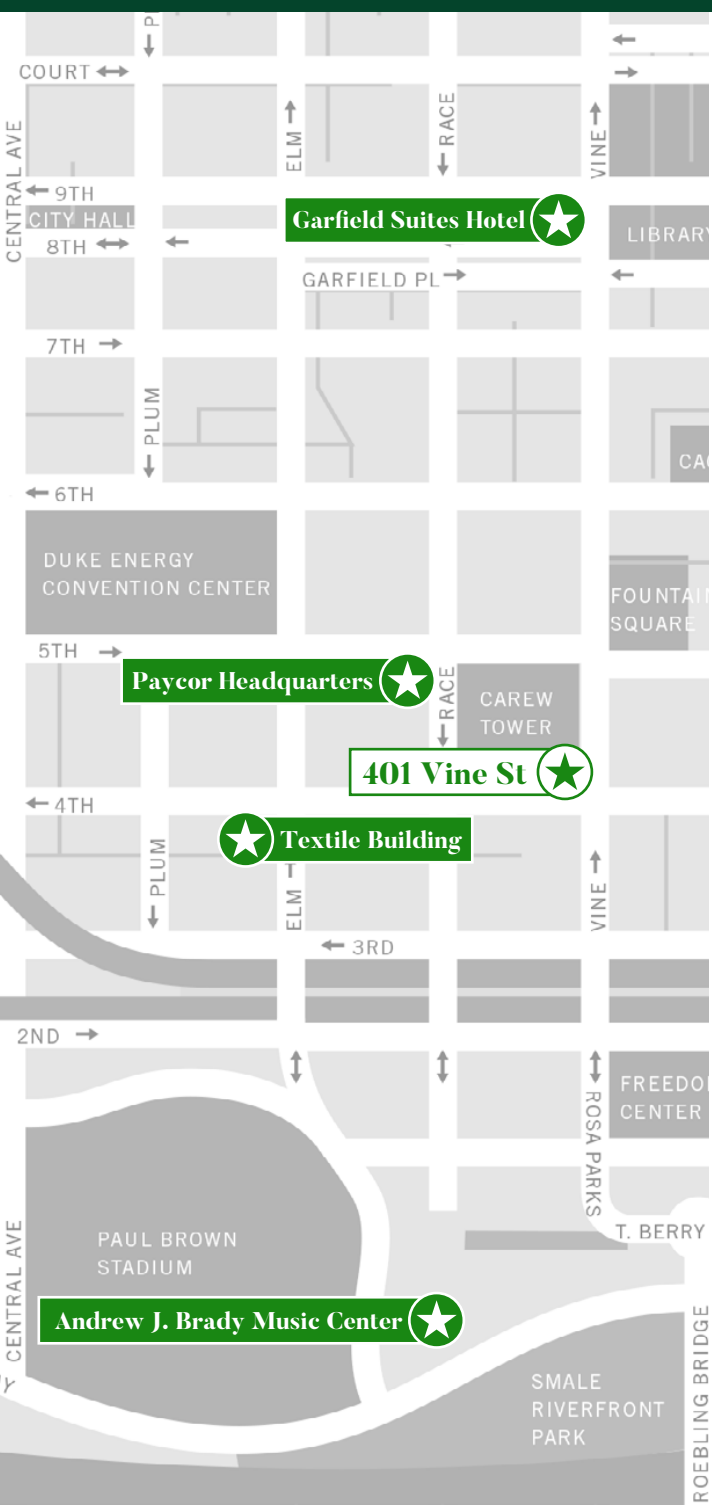 COURT
CENTRAL AVE
ELM
RACE
VINE
9TH
CITY HALL
Garfield Suites Hotel
LIBRARY
8TH
GARFIELD PL
7TH
PLUM
6TH
DUKE ENERGY
CONVENTION CENTER
FOUNTAIN
SQUARE
5TH
Paycor Headquarters
RACE
CAREW
TOWER
401 Vine St
4TH
Textile Building
PLUM
ELM
VINE
3RD
2ND
FREEDO
CENTER
ROSA PARKS
T. BERRY
PAUL BROWN
STADIUM
CENTRAL AVE
Andrew J. Brady Music Center
SMALE
RIVERFRONT
PARK
ROEBLING BRIDGE